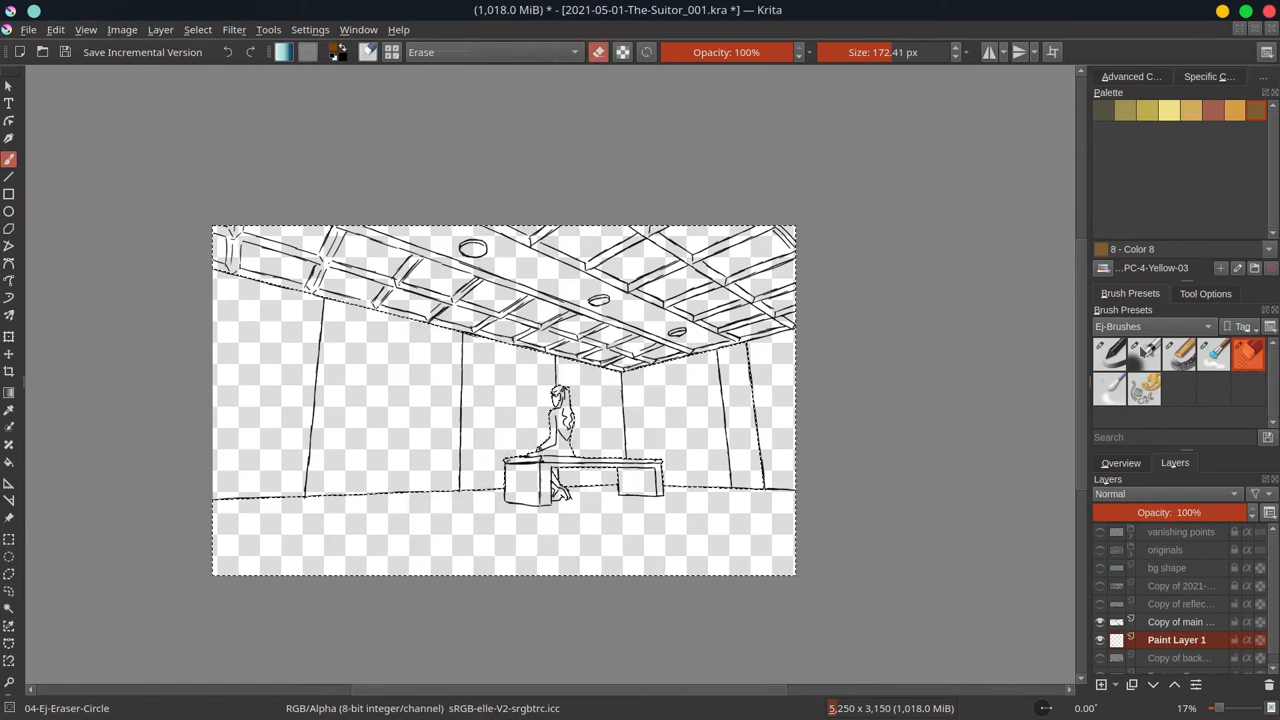 (1,018.0 MiB) * - [2021-05-01-The-Suitor_001.kra *] — Krita
File Edit View Image Layer Select Filter Tools Settings Window Help
Save Incremental Version Erase Opacity: 100% Size: 172.41 px
Advanced C... Specific C... ...
Palette
8 - Color 8
...PC-4-Yellow-03
Brush Presets Tool Options
Brush Presets
Ej-Brushes Tag
Search
Overview Layers
Layers
Normal
Opacity: 100%
vanishing points
originals
bg shape
Copy of 2021-...
Copy of reflec...
Copy of main ...
Paint Layer 1
Copy of back...
04-Ej-Eraser-Circle RGB/Alpha (8-bit integer/channel) sRGB-elle-V2-srgbtrc.icc 5,250 x 3,150 (1,018.0 MiB) 0.00° 17%